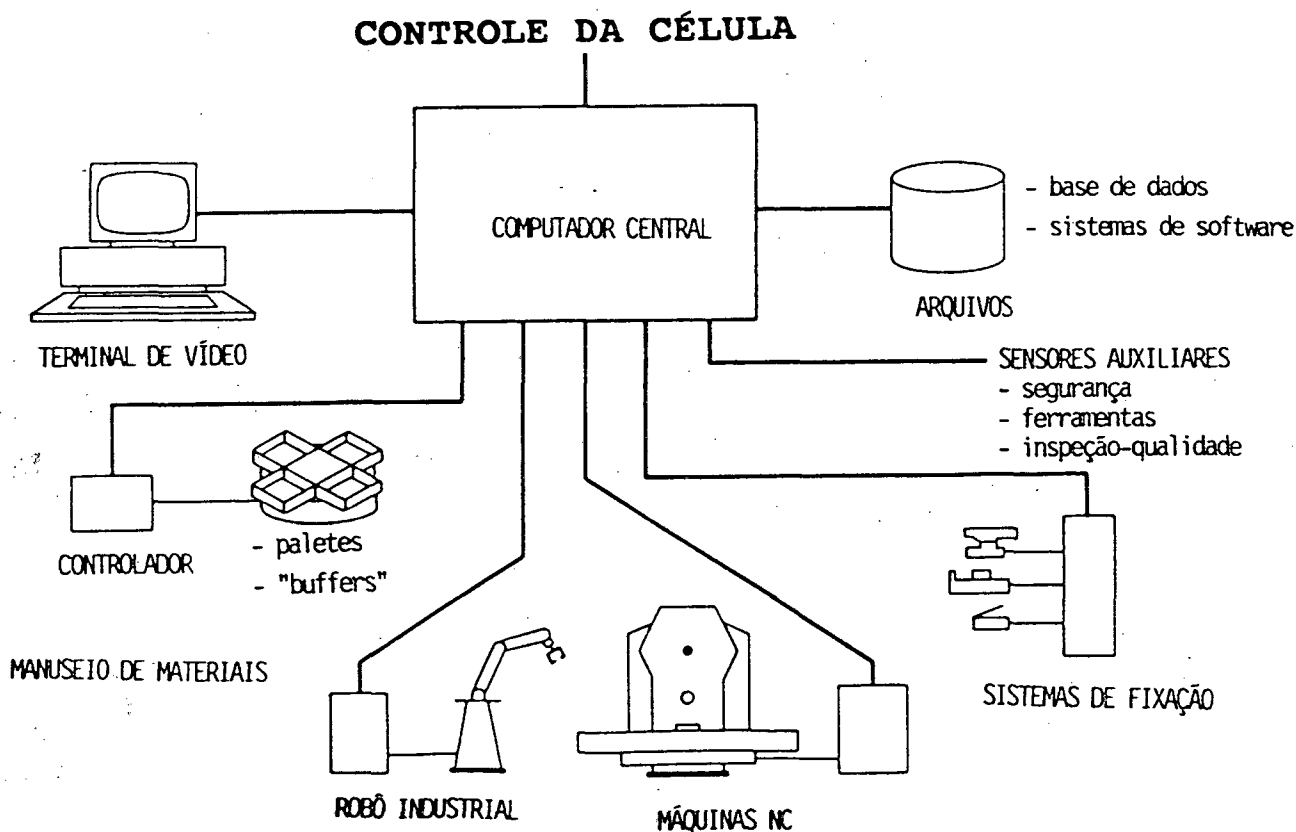 CONTROLE DA CÉLULA
COMPUTADOR CENTRAL
- base de dados
- sistemas de software
ARQUIVOS
TERMINAL DE VÍDEO
SENSORES AUXILIARES
- segurança
- ferramentas
- inspeção-qualidade
CONTROLADOR
- paletes
- "buffers"
MANUSEIO DE MATERIAIS
SISTEMAS DE FIXAÇÃO
ROBÔ INDUSTRIAL
MÁQUINAS NC